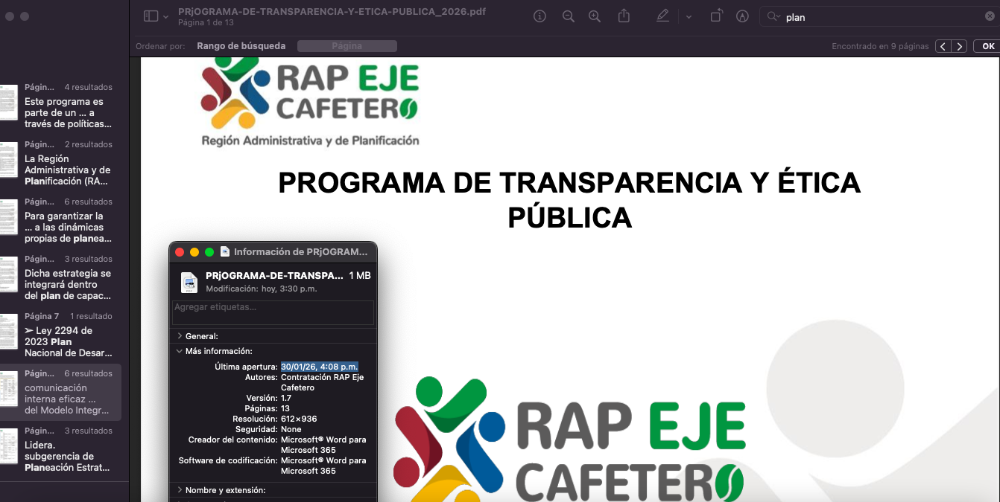 PRjOGRAMA-DE-TRANSPARENCIA-Y-ETICA-PUBLICA_2026.pdf
Página 1 de 13
plan
Ordenar por:
Rango de búsqueda
Página
Encontrado en 9 páginas
OK
Págin... 4 resultados
Este programa es
parte de un ... a
través de políticas...
Págin... 2 resultados
La Región
Administrativa y de
Planificación (RA...
Págin... 6 resultados
Para garantizar la
... a las dinámicas
propias de planea...
Págin... 3 resultados
Dicha estrategia se
integrará dentro
del plan de capac...
Página 7 1 resultado
➢ Ley 2294 de
2023 Plan
Nacional de Desar...
Págin... 6 resultados
comunicación
interna eficaz ...
del Modelo Integr...
Págin... 3 resultados
Lidera.
subgerencia de
Planeación Estrat...
RAP EJE
CAFETERO
Región Administrativa y de Planificación
PROGRAMA DE TRANSPARENCIA Y ÉTICA
PÚBLICA
Información de PRjOGRAM...
PRjOGRAMA-DE-TRANSPA... 1 MB
Modificación: hoy, 3:30 p.m.
Agregar etiquetas...
General:
Más información:
Última apertura: 30/01/26, 4:08 p.m.
Autores: Contratación RAP Eje
Cafetero
Versión: 1.7
Páginas: 13
Resolución: 612×936
Seguridad: None
Creador del contenido: Microsoft® Word para
Microsoft 365
Software de codificación: Microsoft® Word para
Microsoft 365
Nombre y extensión:
RAP EJE
CAFETERO